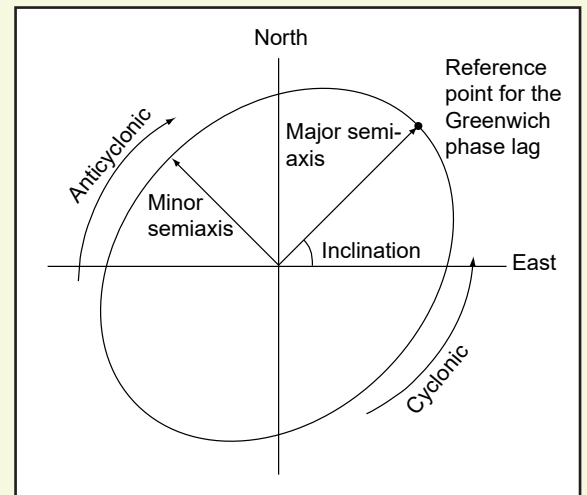 North
Reference
point for the
Greenwich
phase lag
Anticyclonic
Major semi-
axis
Minor
semiaxis
Inclination
East
Cyclonic